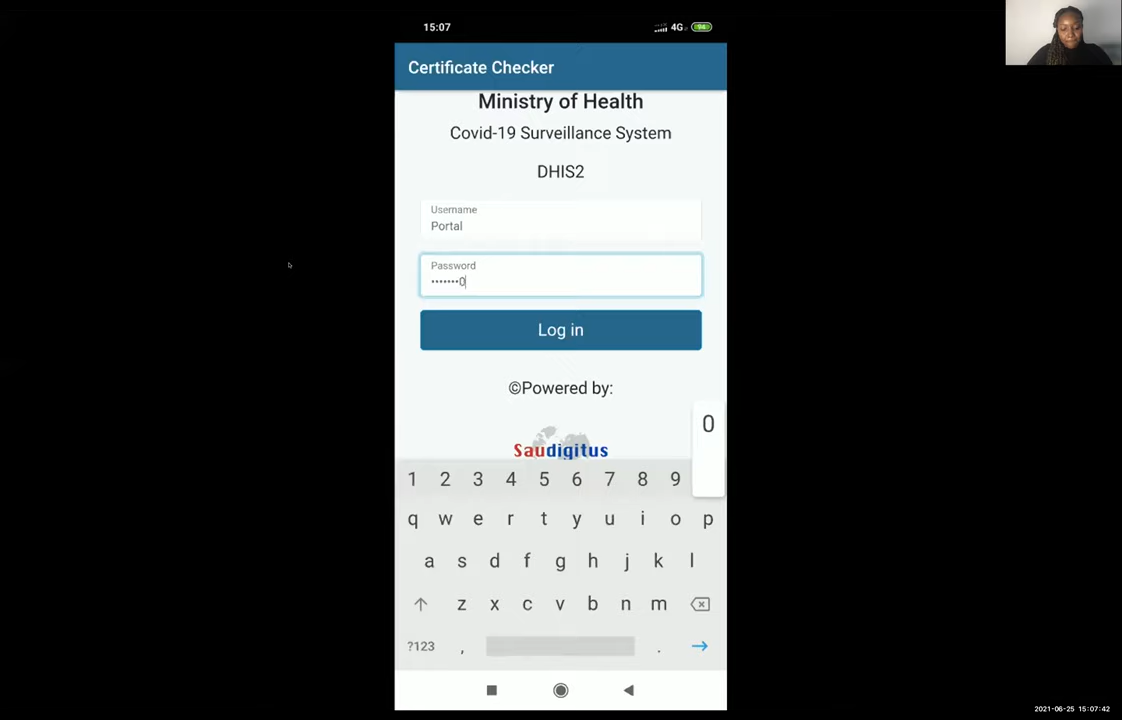 15:07
4G
94
Certificate Checker
Ministry of Health
Covid-19 Surveillance System
DHIS2
Username
Portal
Password
•••••••0
Log in
©Powered by:
0
Saudigitus
1 2 3 4 5 6 7 8 9
q w e r t y u i o p
a s d f g h j k l
z x c v b n m
?123 , .
2021-06-25 15:07:42